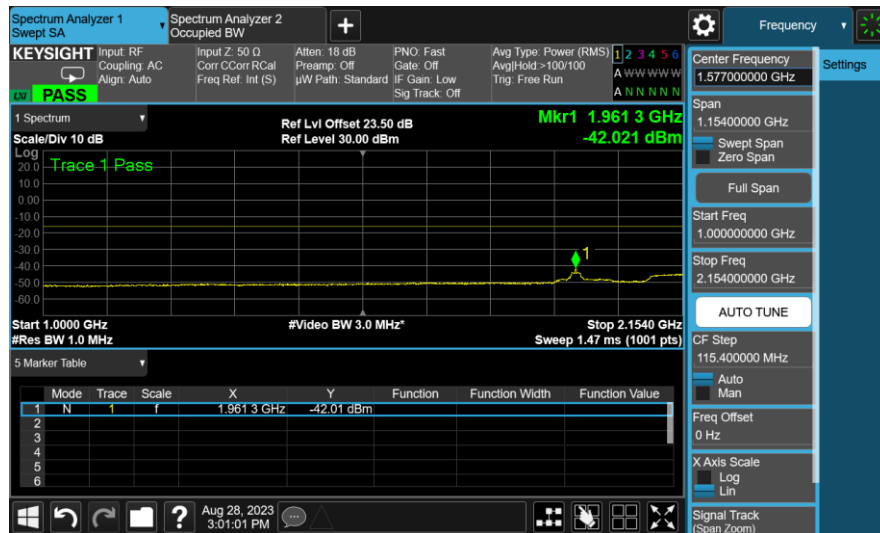 Spectrum Analyzer 1
Swept SA
Spectrum Analyzer 2
Occupied BW
+
Frequency
KEYSIGHT
LXI PASS
Input: RF
Coupling: AC
Align: Auto
Input Z: 50 Ω
Corr CCorr RCal
Freq Ref: Int (S)
Atten: 18 dB
Preamp: Off
µW Path: Standard
PNO: Fast
Gate: Off
IF Gain: Low
Sig Track: Off
Avg Type: Power (RMS)
Avg|Hold:>100/100
Trig: Free Run
1 2 3 4 5 6
A W W W W W
A N N N N N
1 Spectrum
Scale/Div 10 dB
Ref Lvl Offset 23.50 dB
Ref Level 30.00 dBm
Mkr1 1.961 3 GHz
-42.021 dBm
Log
Trace 1 Pass
20.0
10.0
0.00
-10.0
-20.0
-30.0
-40.0
-50.0
-60.0
1
Start 1.0000 GHz
#Res BW 1.0 MHz
#Video BW 3.0 MHz*
Stop 2.1540 GHz
Sweep 1.47 ms (1001 pts)
5 Marker Table
Mode Trace Scale X Y Function Function Width Function Value
1 N 1 f 1.961 3 GHz -42.01 dBm
2
3
4
5
6
Aug 28, 2023
3:01:01 PM
?
Center Frequency
1.577000000 GHz
Settings
Span
1.15400000 GHz
Swept Span
Zero Span
Full Span
Start Freq
1.000000000 GHz
Stop Freq
2.154000000 GHz
AUTO TUNE
CF Step
115.400000 MHz
Auto
Man
Freq Offset
0 Hz
X Axis Scale
Log
Lin
Signal Track
(Span Zoom)